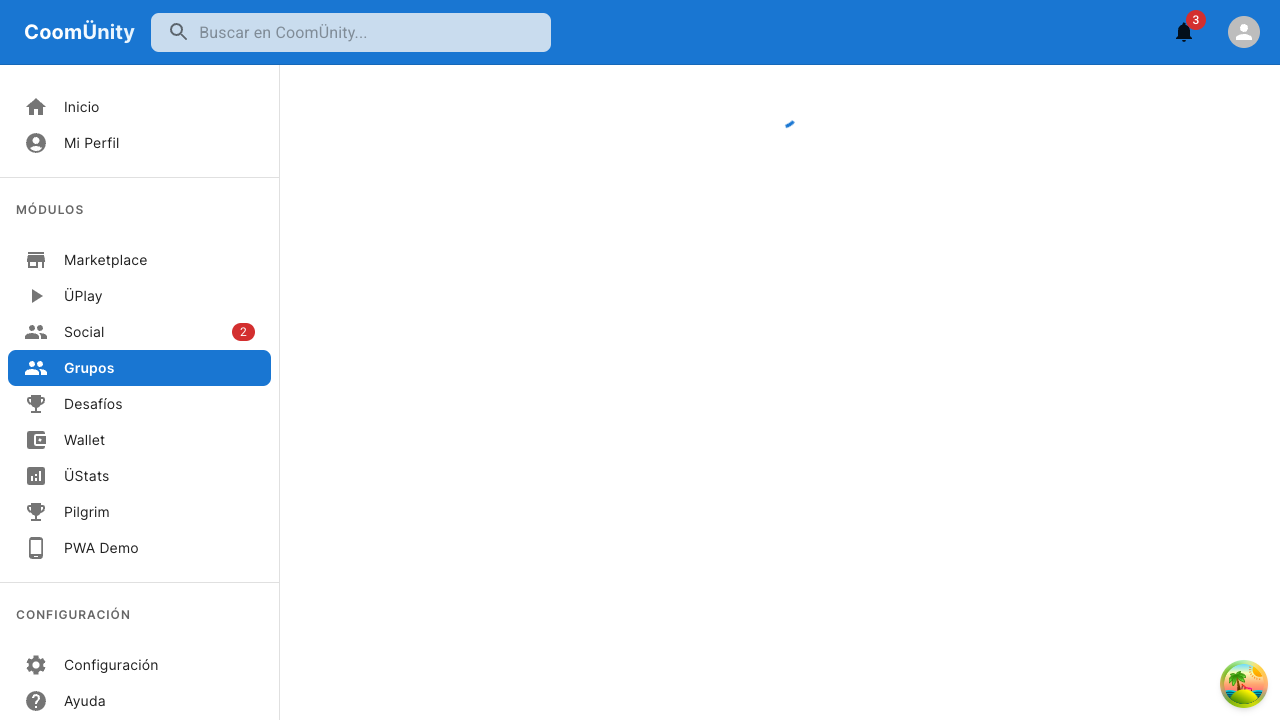 CoomÜnity
Buscar en CoomÜnity...
3
Inicio
Mi Perfil
MÓDULOS
Marketplace
ÜPlay
Social
2
Grupos
Desafíos
Wallet
ÜStats
Pilgrim
PWA Demo
CONFIGURACIÓN
Configuración
Ayuda